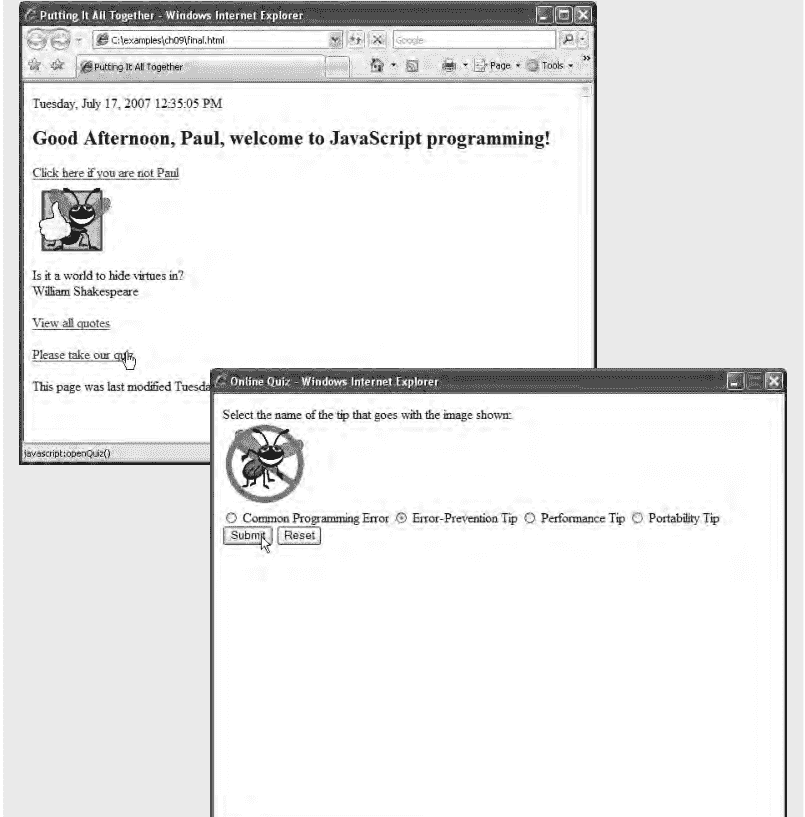 Putting It All Together - Windows Internet Explorer
C:\examples\ch09\final.html
Google
Putting It All Together
Page
Tools
Tuesday, July 17, 2007 12:35:05 PM
Good Afternoon, Paul, welcome to JavaScript programming!
Click here if you are not Paul
Is it a world to hide virtues in?
William Shakespeare
View all quotes
Please take our quiz
This page was last modified Tuesda
javascript:openQuiz()
Online Quiz - Windows Internet Explorer
Select the name of the tip that goes with the image shown:
Common Programming Error Error-Prevention Tip Performance Tip Portability Tip
Submit Reset